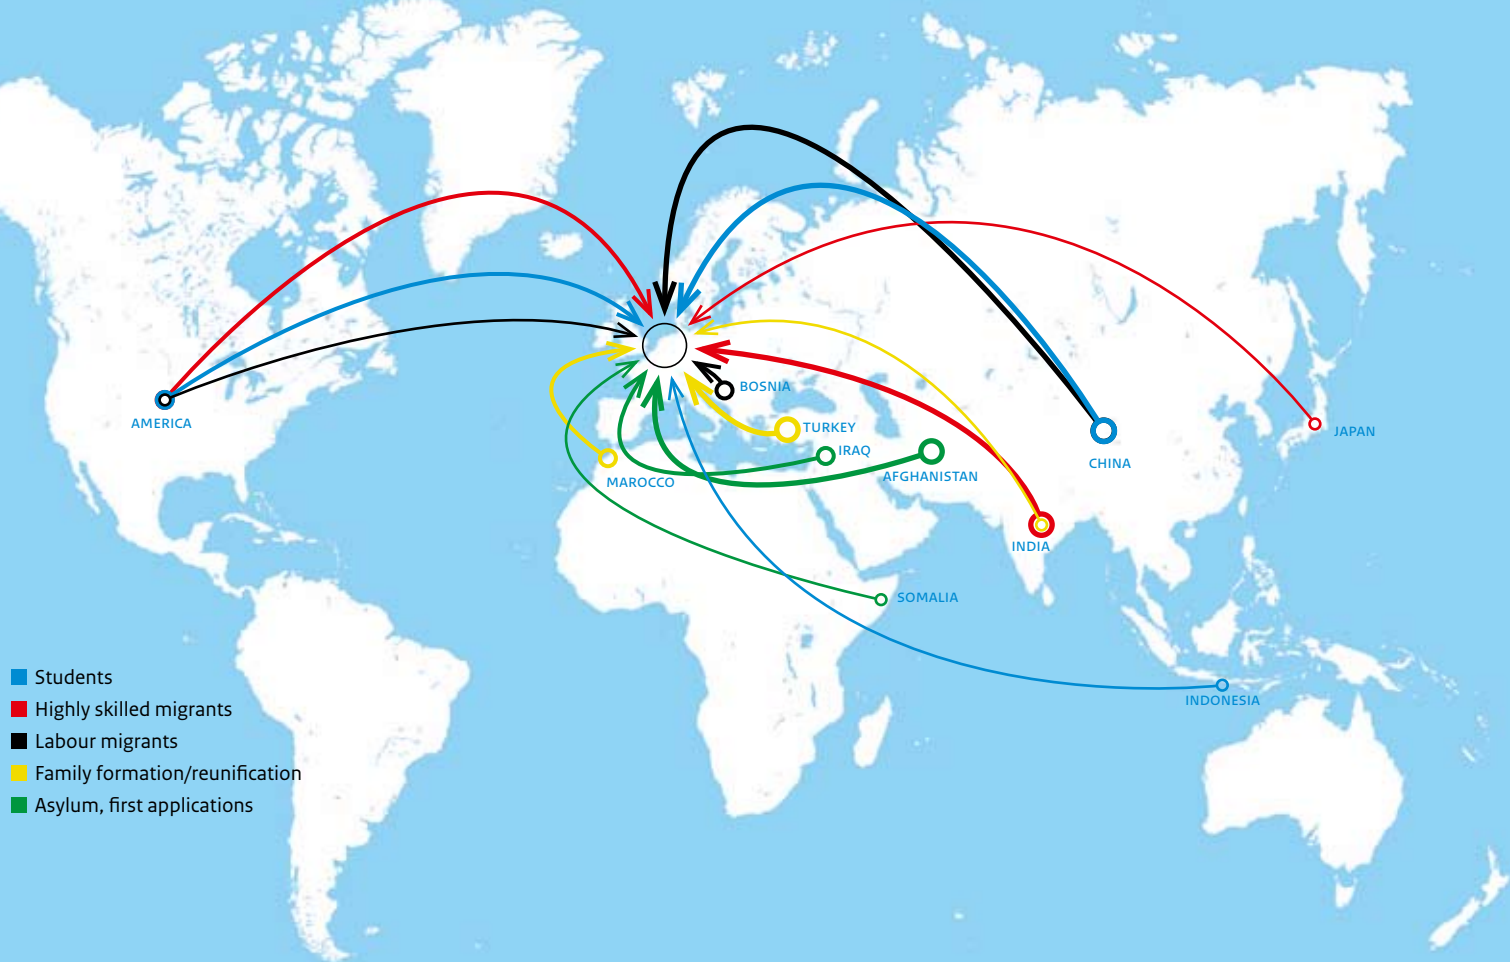 BOSNIA
TURKEY
AMERICA
JAPAN
IRAQ
CHINA
AFGHANISTAN
MAROCCO
INDIA
SOMALIA
Students
INDONESIA
Highly skilled migrants
Labour migrants
Family formation/reunification
Asylum, first applications